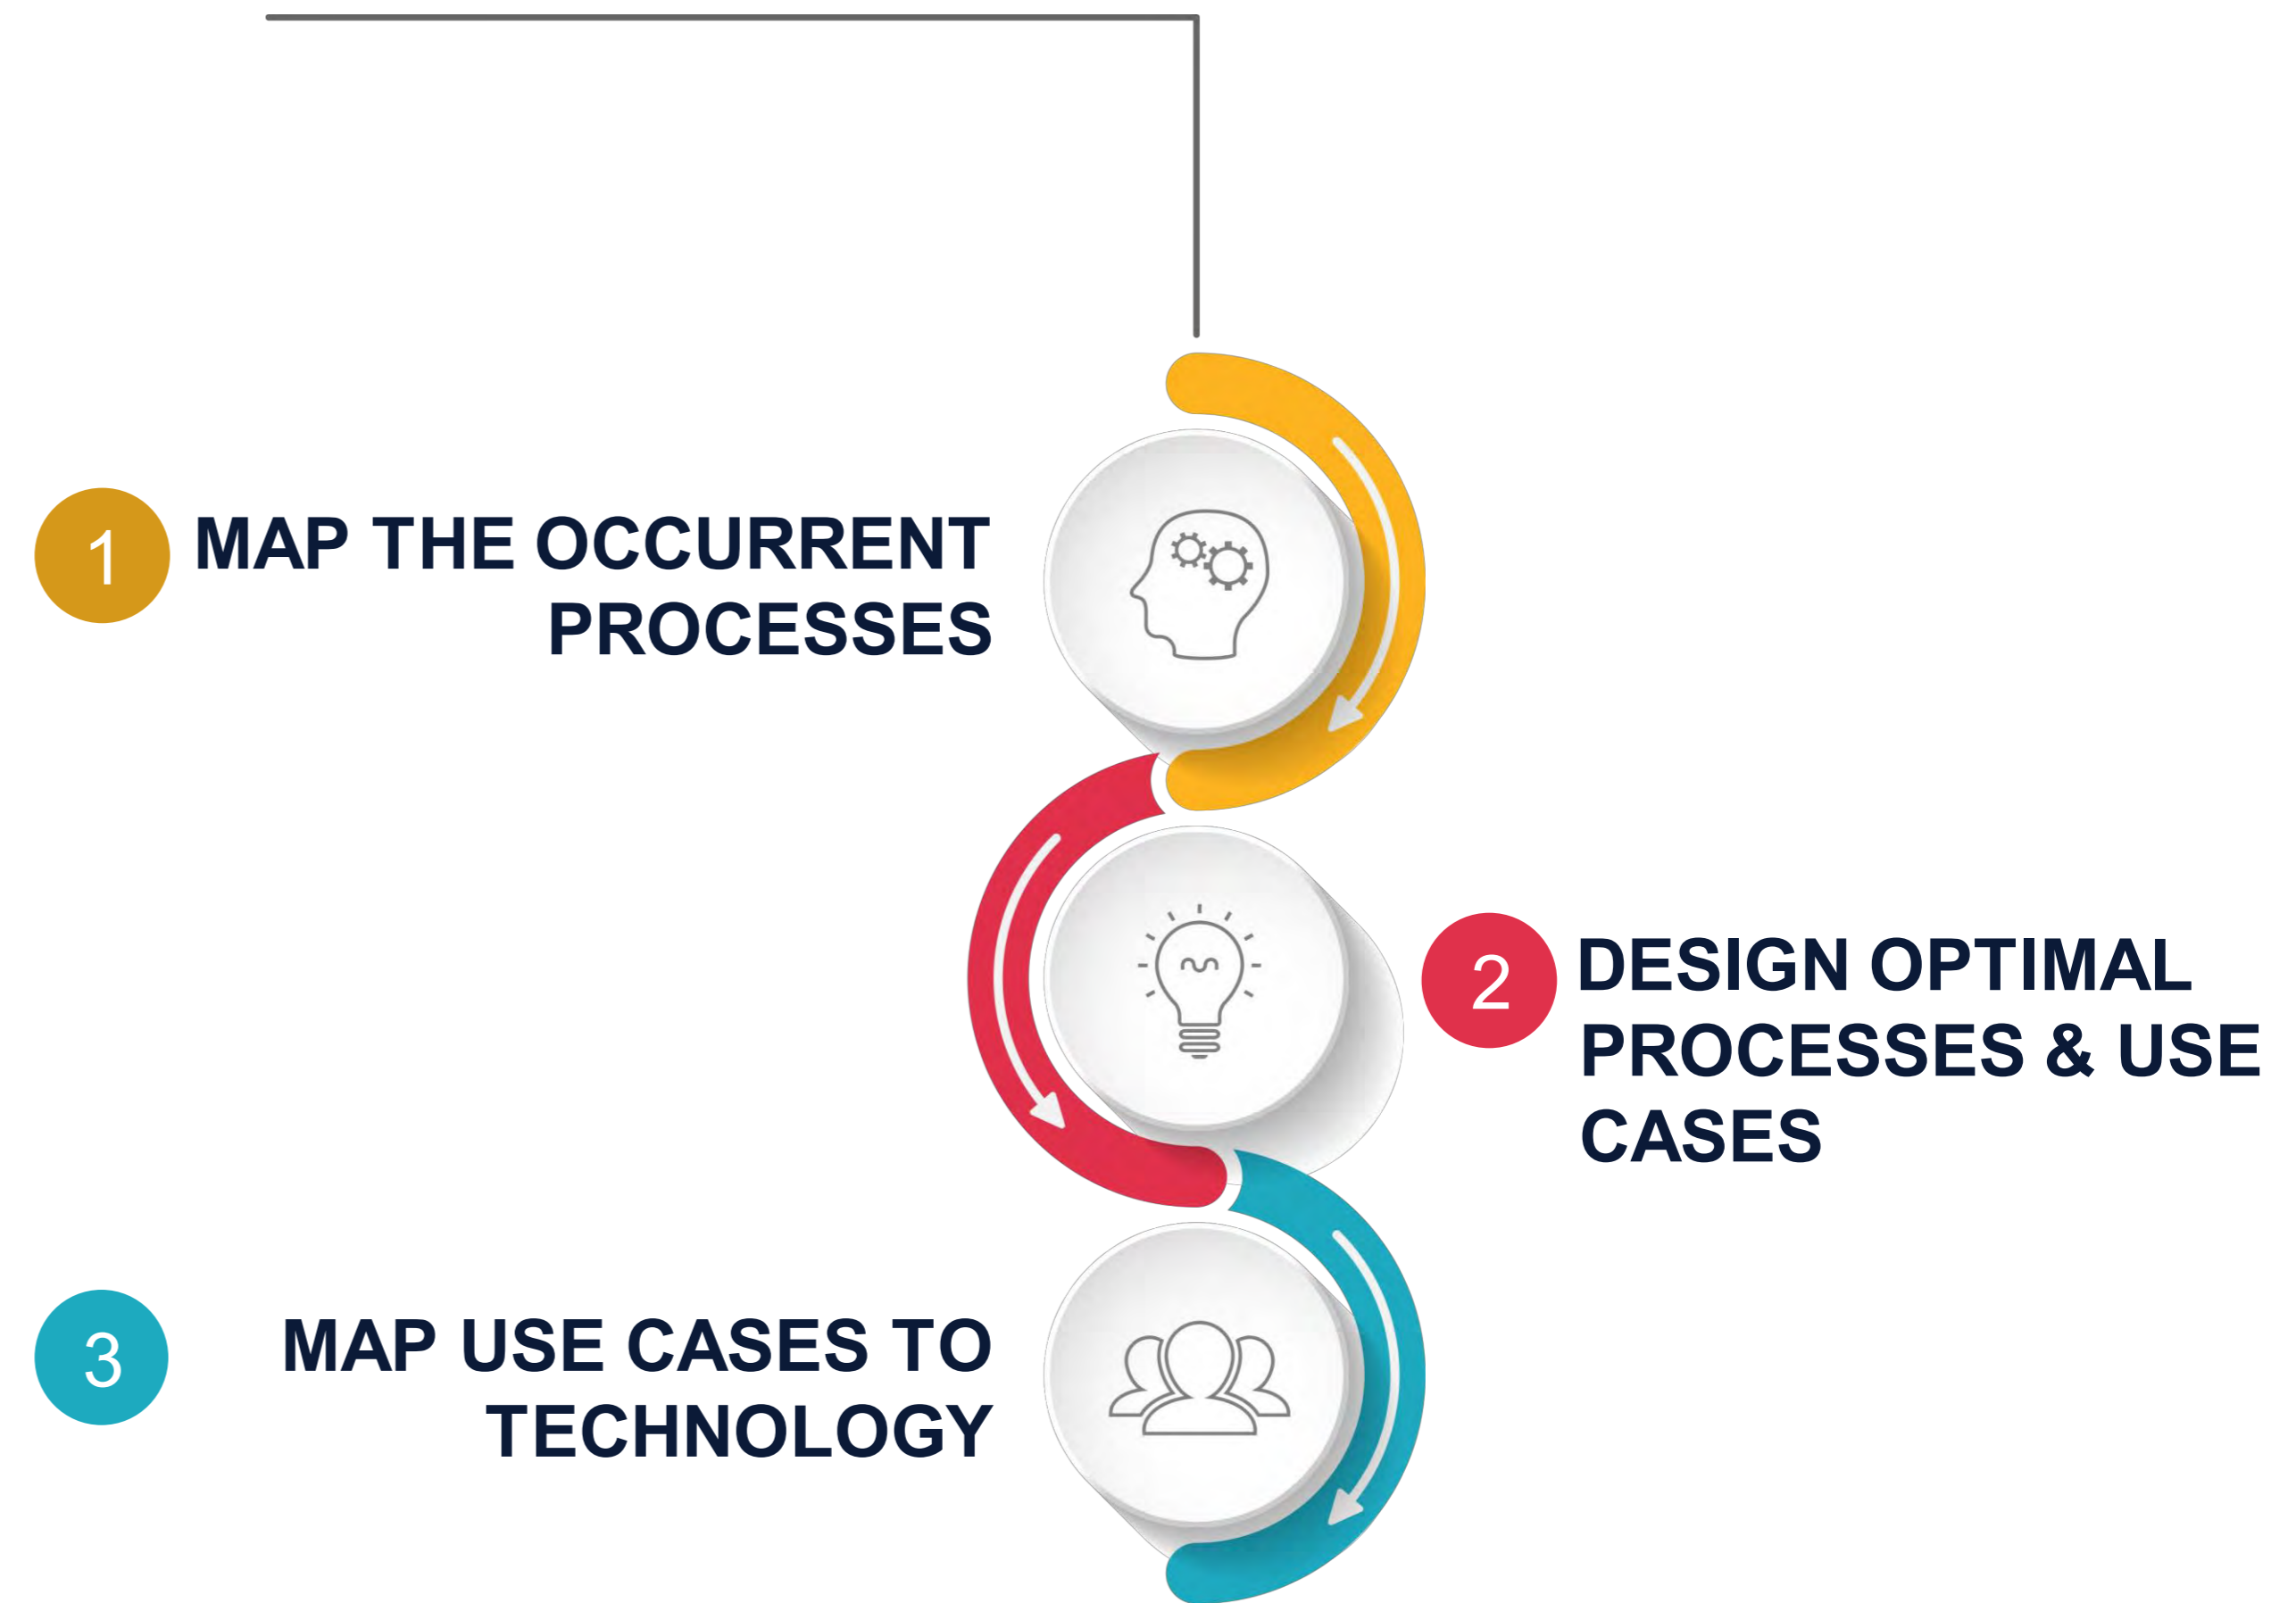 1
MAP THE OCCURRENT
PROCESSES
2
DESIGN OPTIMAL
PROCESSES & USE
CASES
3
MAP USE CASES TO
TECHNOLOGY